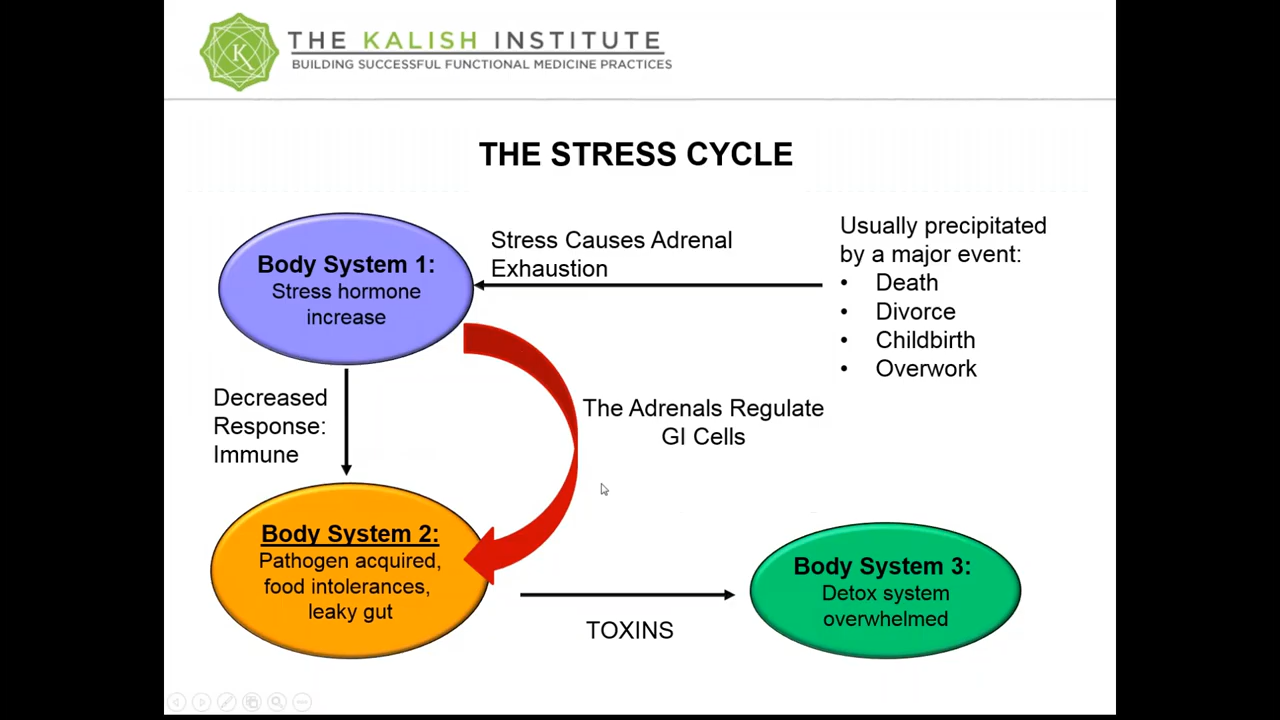 THE KALISH INSTITUTE
BUILDING SUCCESSFUL FUNCTIONAL MEDICINE PRACTICES
THE STRESS CYCLE
Body System 1:
Stress hormone
increase
Stress Causes Adrenal
Exhaustion
Usually precipitated
by a major event:
• Death
• Divorce
• Childbirth
• Overwork
Decreased
Response:
Immune
The Adrenals Regulate
GI Cells
Body System 2:
Pathogen acquired,
food intolerances,
leaky gut
TOXINS
Body System 3:
Detox system
overwhelmed